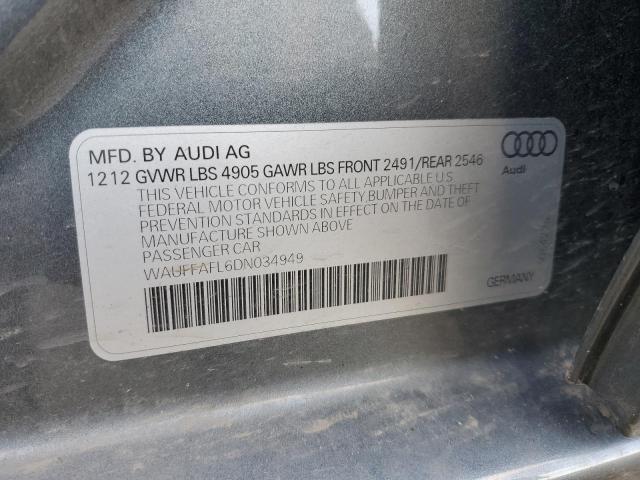 MFD. BY AUDI AG
1212 GVWR LBS 4905 GAWR LBS FRONT 2491/REAR 2546
THIS VEHICLE CONFORMS TO ALL APPLICABLE U.S.
FEDERAL MOTOR VEHICLE SAFETY,BUMPER AND THEFT
PREVENTION STANDARDS IN EFFECT ON THE DATE OF
MANUFACTURE SHOWN ABOVE
PASSENGER CAR
WAUFFAFL6DN034949
Audi
GERMANY